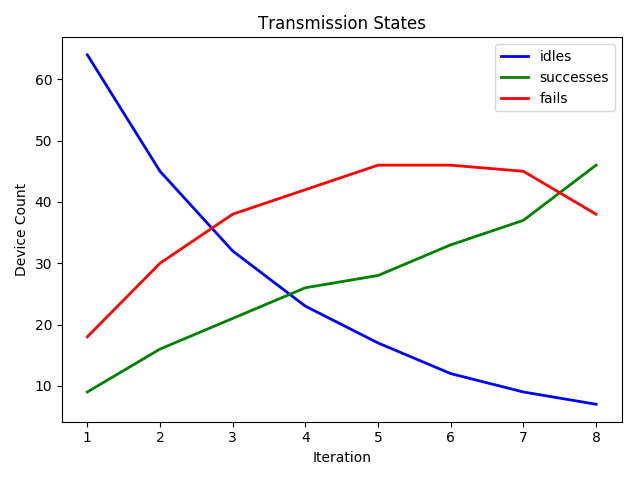 Transmission States
idles
successes
fails
Device Count
60
50
40
30
20
10
1 2 3 4 5 6 7 8
Iteration